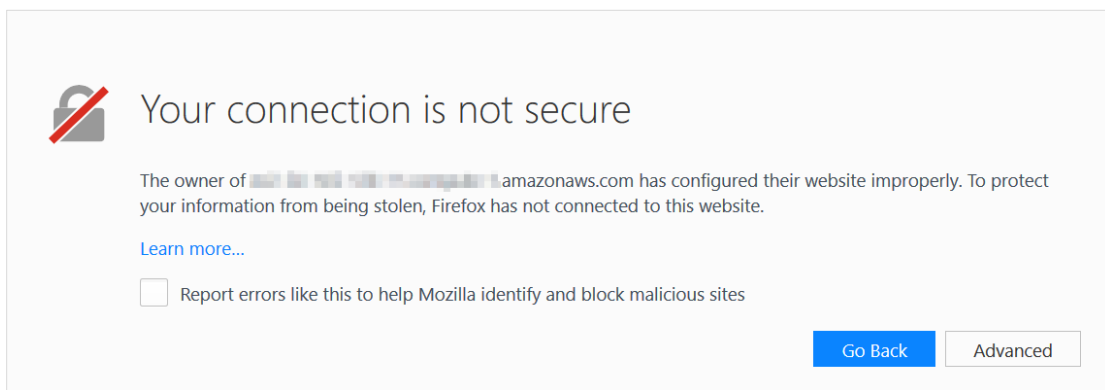 Your connection is not secure
The owner of .amazonaws.com has configured their website improperly. To protect
your information from being stolen, Firefox has not connected to this website.
Learn more...
Report errors like this to help Mozilla identify and block malicious sites
Go Back
Advanced